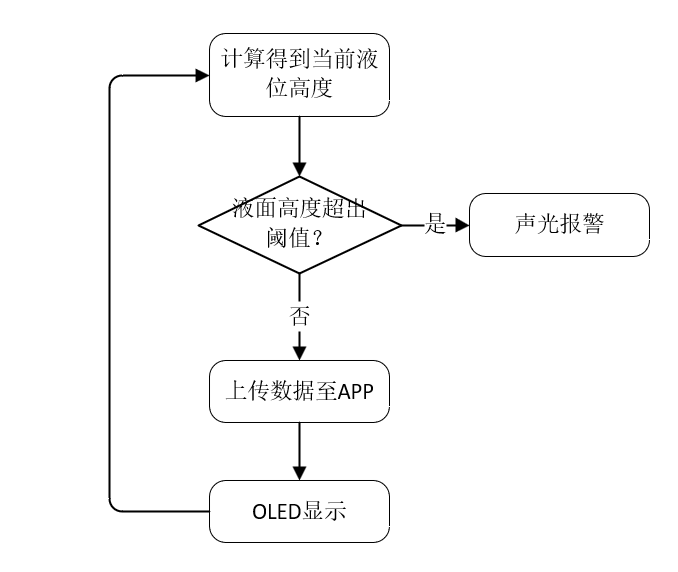 计算得到当前液
位高度
液面高度超出
阈值？
是
声光报警
否
上传数据至APP
OLED显示